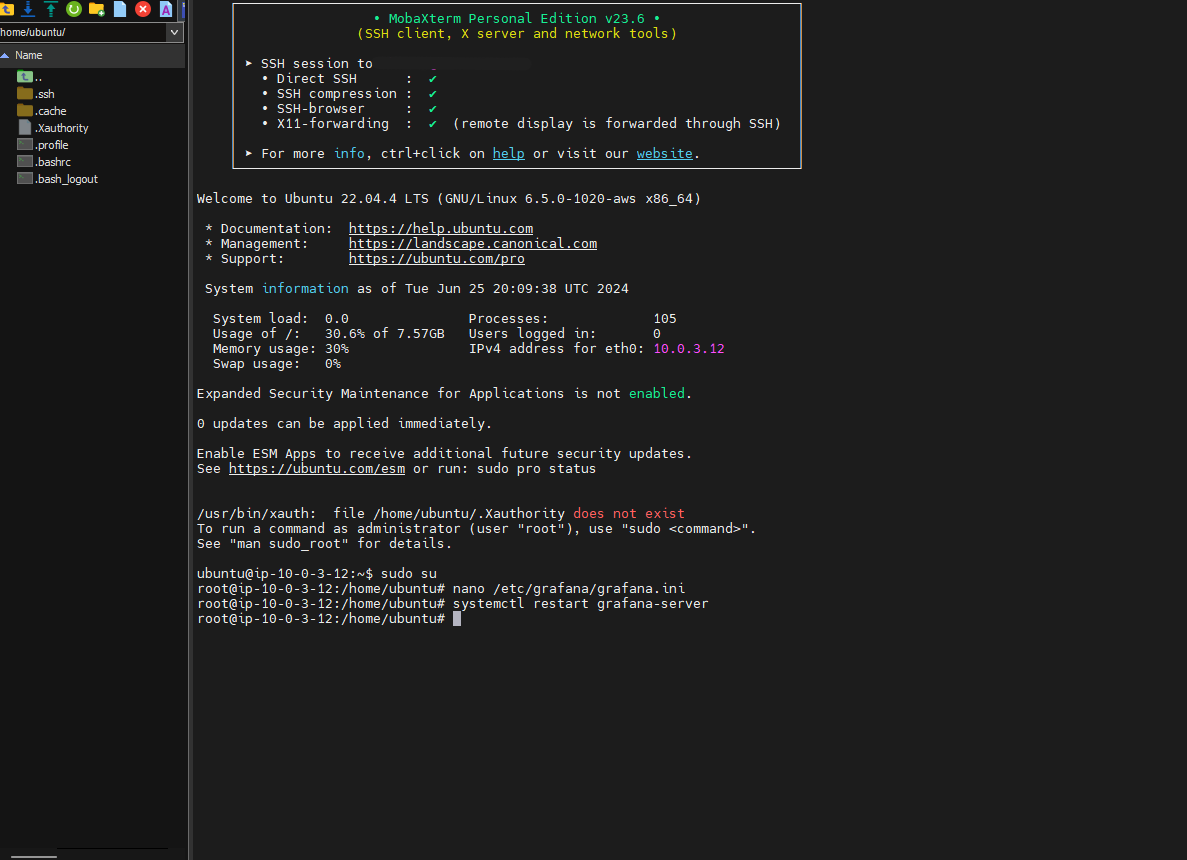 home/ubuntu/
Name
..
.ssh
.cache
.Xauthority
.profile
.bashrc
.bash_logout
• MobaXterm Personal Edition v23.6 •
(SSH client, X server and network tools)
➤ SSH session to
• Direct SSH : ✔
• SSH compression : ✔
• SSH-browser : ✔
• X11-forwarding : ✔ (remote display is forwarded through SSH)
➤ For more info, ctrl+click on help or visit our website.
Welcome to Ubuntu 22.04.4 LTS (GNU/Linux 6.5.0-1020-aws x86_64)
* Documentation: https://help.ubuntu.com
* Management: https://landscape.canonical.com
* Support: https://ubuntu.com/pro
System information as of Tue Jun 25 20:09:38 UTC 2024
System load: 0.0 Processes: 105
Usage of /: 30.6% of 7.57GB Users logged in: 0
Memory usage: 30% IPv4 address for eth0: 10.0.3.12
Swap usage: 0%
Expanded Security Maintenance for Applications is not enabled.
0 updates can be applied immediately.
Enable ESM Apps to receive additional future security updates.
See https://ubuntu.com/esm or run: sudo pro status
/usr/bin/xauth: file /home/ubuntu/.Xauthority does not exist
To run a command as administrator (user "root"), use "sudo <command>".
See "man sudo_root" for details.
ubuntu@ip-10-0-3-12:~$ sudo su
root@ip-10-0-3-12:/home/ubuntu# nano /etc/grafana/grafana.ini
root@ip-10-0-3-12:/home/ubuntu# systemctl restart grafana-server
root@ip-10-0-3-12:/home/ubuntu#